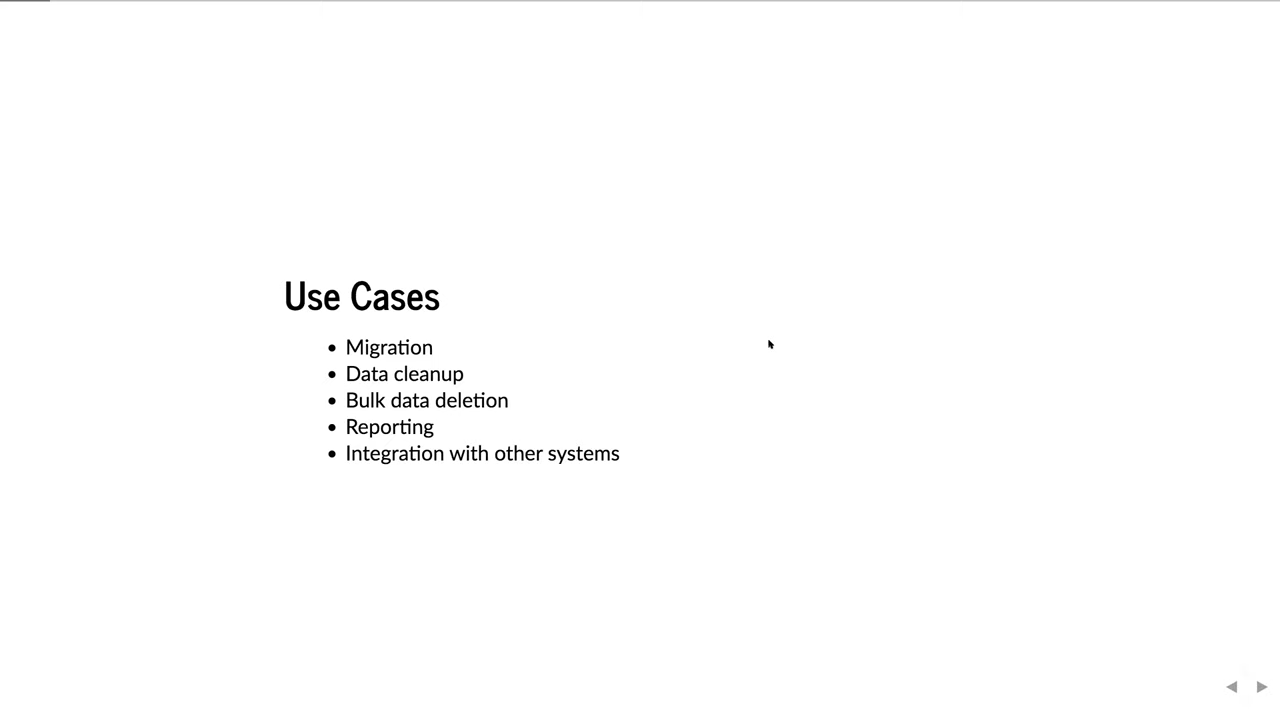 Use Cases
• Migration
• Data cleanup
• Bulk data deletion
• Reporting
• Integration with other systems